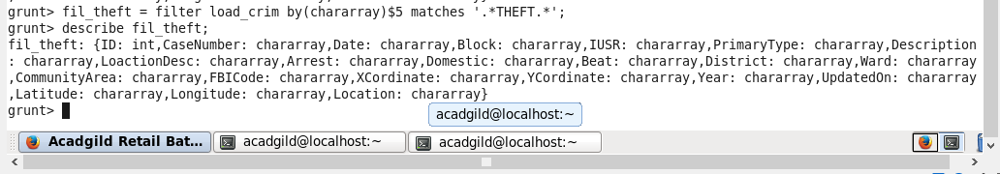 grunt> fil_theft = filter load_crim by(chararray)$5 matches '.*THEFT.*';
grunt> describe fil_theft;
fil_theft: {ID: int,CaseNumber: chararray,Date: chararray,Block: chararray,IUSR: chararray,PrimaryType: chararray,Description
: chararray,LoactionDesc: chararray,Arrest: chararray,Domestic: chararray,Beat: chararray,District: chararray,Ward: chararray
,CommunityArea: chararray,FBICode: chararray,XCordinate: chararray,YCordinate: chararray,Year: chararray,UpdatedOn: chararray
,Latitude: chararray,Longitude: chararray,Location: chararray}
grunt>
acadgild@localhost:~
Acadgild Retail Bat...
acadgild@localhost:~
acadgild@localhost:~